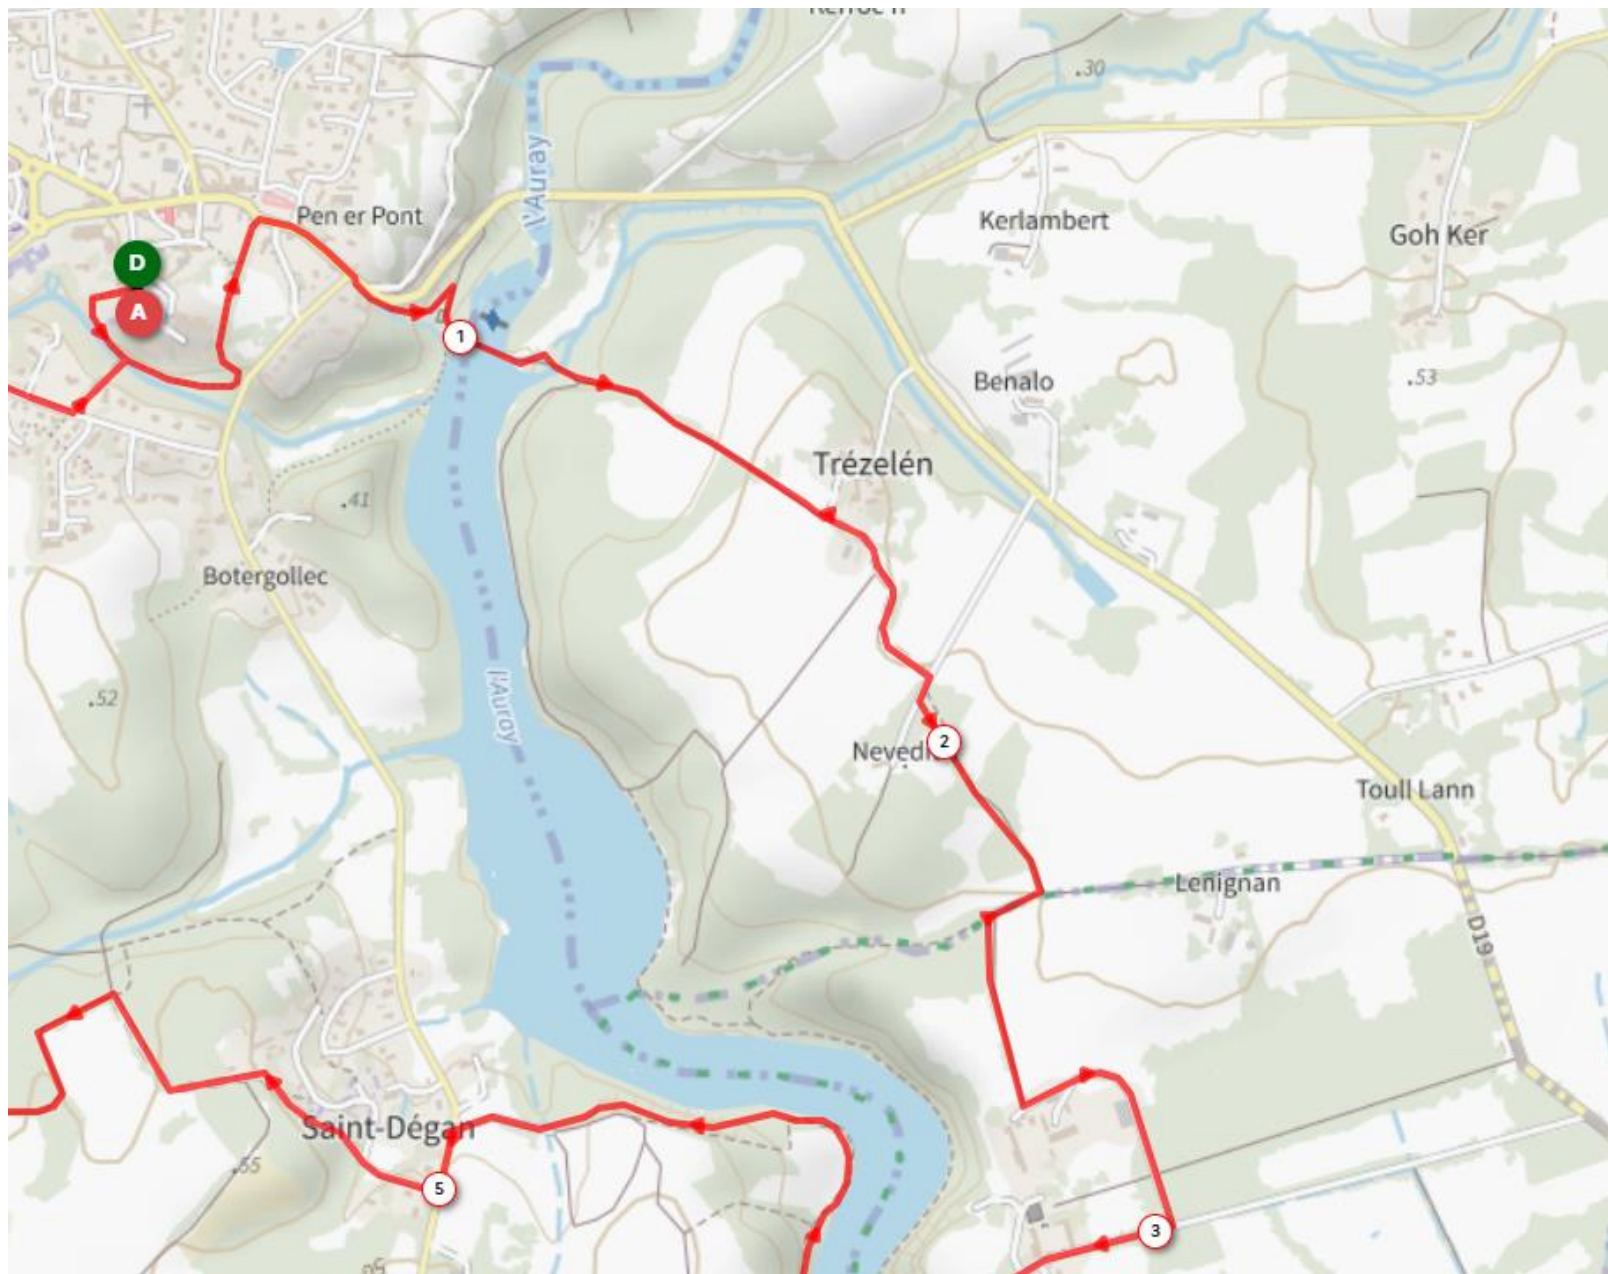 .30
l'Auray
Pen er Pont
Kerlambert
Goh Ker
D
A
1
Benalo
.53
Trézelén
.41
Botergollec
.52
l'Auray
2
Toull Lann
Lenignan
D19
Saint-Dégan
.55
5
3